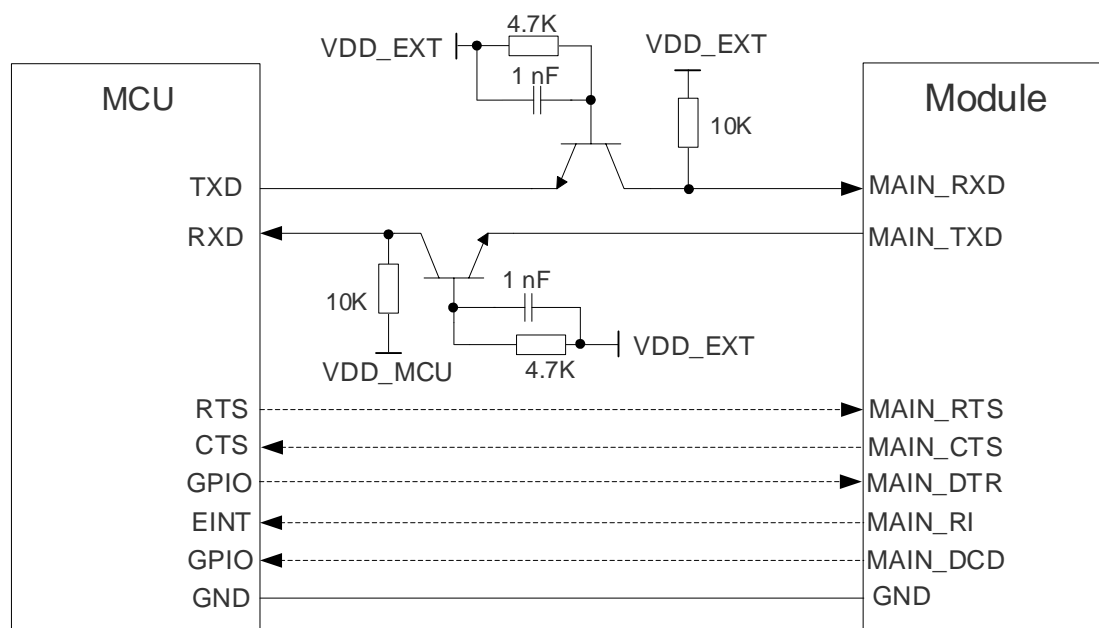 4.7K
VDD_EXT
VDD_EXT
1 nF
MCU
Module
10K
TXD
MAIN_RXD
RXD
MAIN_TXD
1 nF
10K
VDD_EXT
VDD_MCU
4.7K
RTS
MAIN_RTS
CTS
MAIN_CTS
GPIO
MAIN_DTR
EINT
MAIN_RI
GPIO
MAIN_DCD
GND
GND